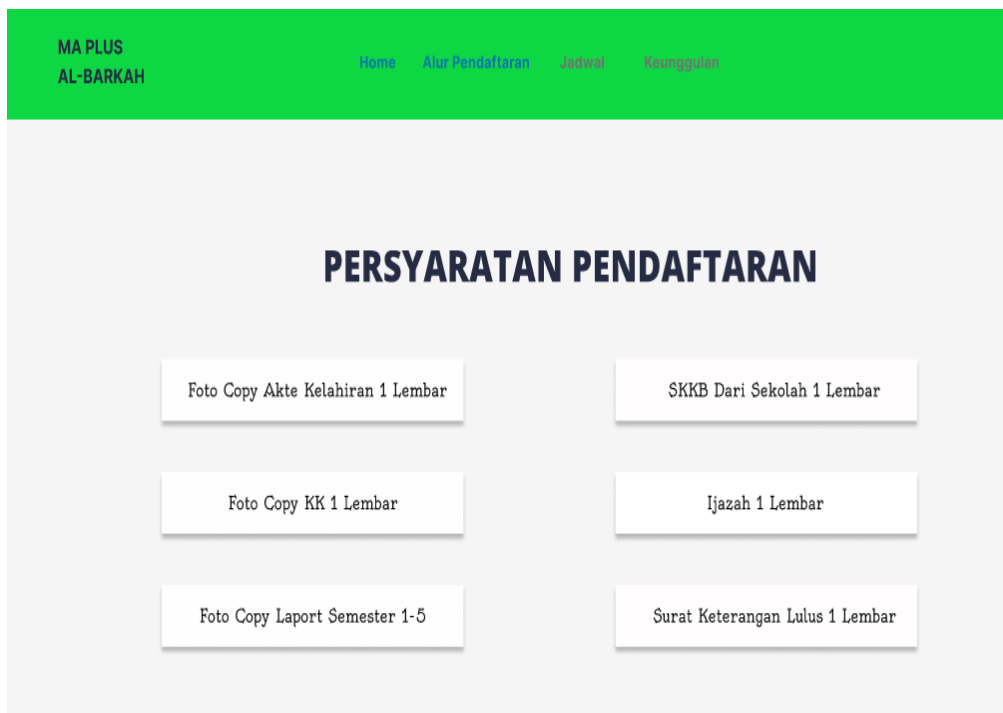 MA PLUS
AL-BARKAH
Home Alur Pendaftaran Jadwal Keunggulan
PERSYARATAN PENDAFTARAN
Foto Copy Akte Kelahiran 1 Lembar
SKKB Dari Sekolah 1 Lembar
Foto Copy KK 1 Lembar
Ijazah 1 Lembar
Foto Copy Laport Semester 1-5
Surat Keterangan Lulus 1 Lembar